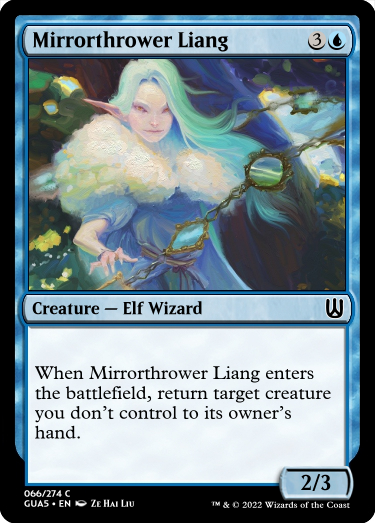 Mirrorthrower Liang 3
Creature — Elf Wizard
When Mirrorthrower Liang enters
the battlefield, return target creature
you don't control to its owner's
hand.
2/3
066/274 C
GUA5 • EN Ze Hai Liu
™ & © 2022 Wizards of the Coast